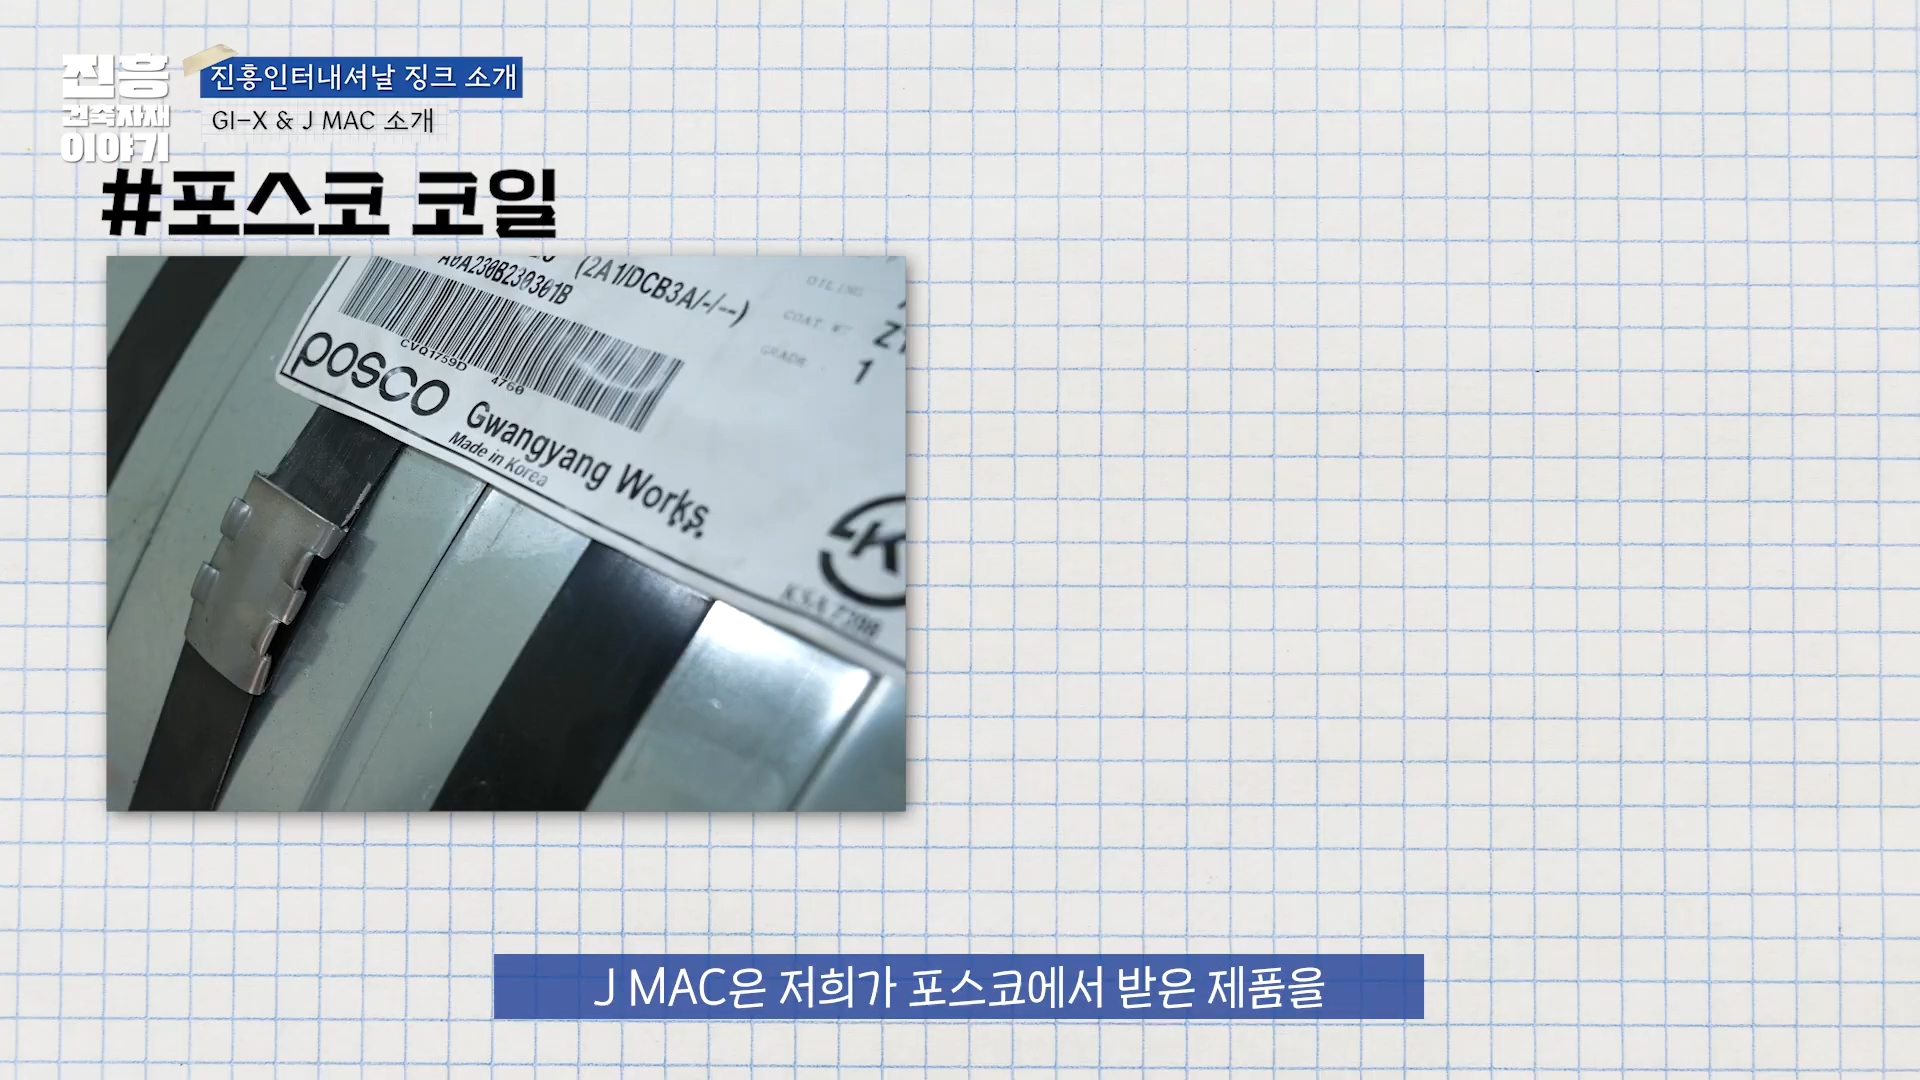 진흥
건축자재
이야기
진흥인터내셔날 징크 소개
GI-X & J MAC 소개
#포스코 코일
(2A1/DCB3A/-/--)
A0A230B230301B
OILING
COAT. WT
GRADE
1
CVQ1759D 4760
posco
Gwangyang Works.
Made in Korea
J MAC은 저희가 포스코에서 받은 제품을